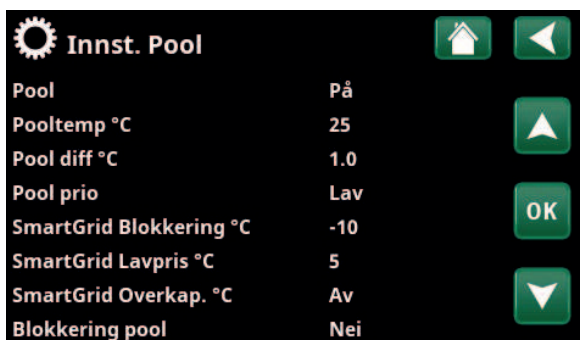 Innst. Pool
Pool På
Pooltemp °C 25
Pool diff °C 1.0
Pool prio Lav
OK
SmartGrid Blokkering °C -10
SmartGrid Lavpris °C 5
SmartGrid Overkap. °C Av
Blokkering pool Nei